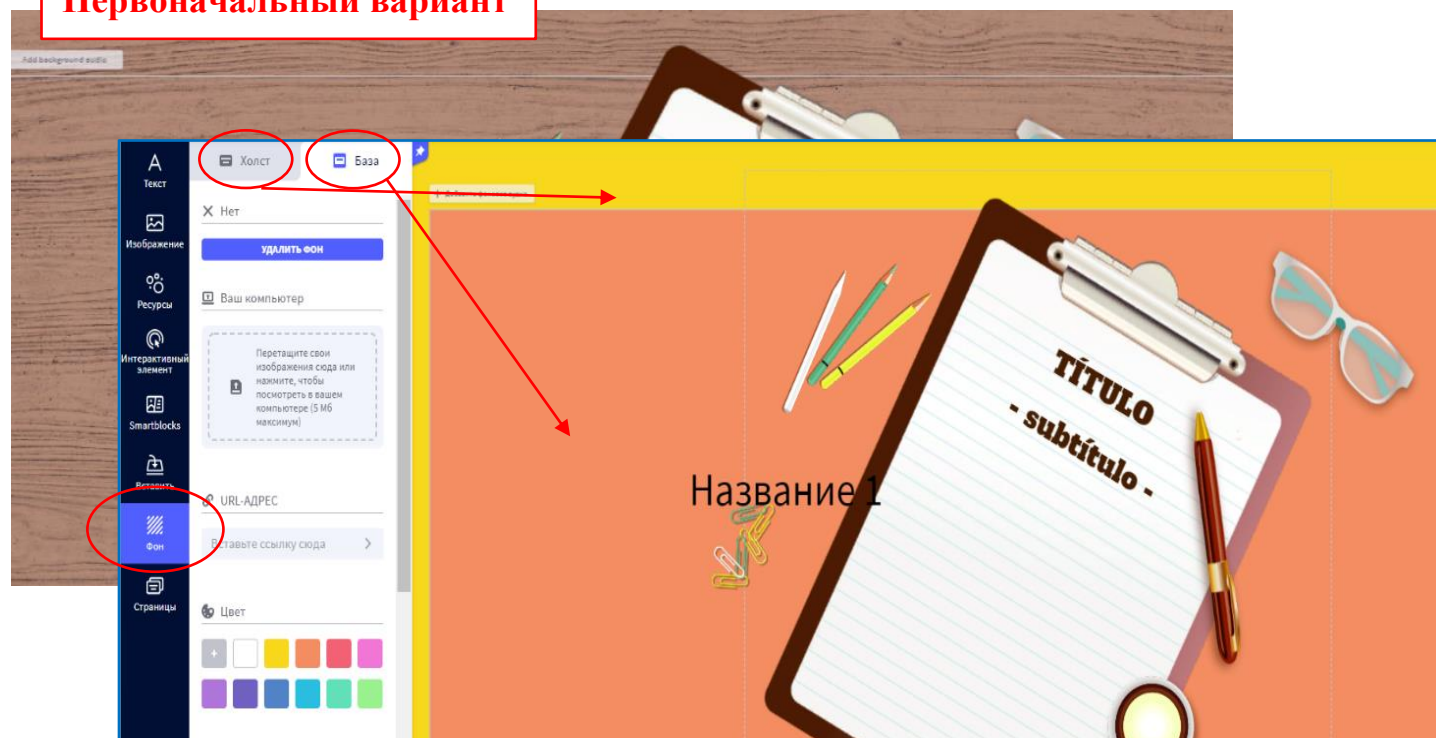 Первоначальный вариант
Add background audio
Текст
Изображение
Ресурсы
Интерактивный
элемент
Smartblocks
Вставить
Фон
Страницы
Холст
База
Нет
УДАЛИТЬ ФОН
Ваш компьютер
Перетащите свои
изображения сюда или
нажмите, чтобы
посмотреть в вашем
компьютере (5 Мб
максимум)
URL-АДРЕС
Вставьте ссылку сюда
Цвет
TÍTULO
- subtítulo -
Название 1